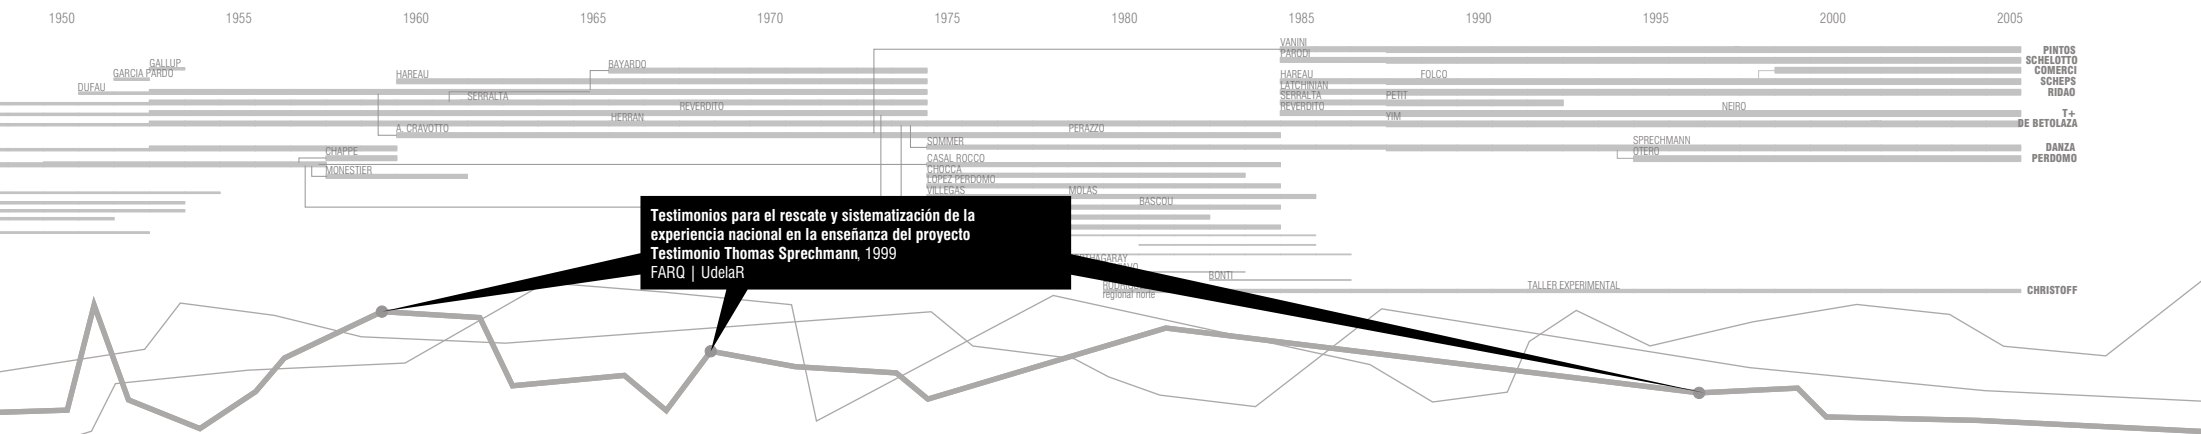 1950 1955 1960 1965 1970 1975 1980 1985 1990 1995 2000 2005
VANINI
PINTOS
PARODI
SCHELOTTO
GALLUP
BAYARDO
COMERCI
GARCIA PARDO
HAREAU
HAREAU
FOLCO
SCHEPS
DUFAU
LATCHINIAN
RIDAO
SERRALTA
SERRALTA
PETIT
REVERDITO
REVERDITO
NEIRO
HERRAN
YIM
T+
DE BETOLAZA
A. CRAVOTTO
PERAZZO
SOMMER
SPRECHMANN
DANZA
CHAPPE
OTERO
PERDOMO
CASAL ROCCO
MONESTIER
CHOCCA
LOPEZ PERDOMO
VILLEGAS
MOLAS
BASCOU
Testimonios para el rescate y sistematización de la
experiencia nacional en la enseñanza del proyecto
Testimonio Thomas Sprechmann, 1999
FARQ | UdelaR
BONTI
TALLER EXPERIMENTAL
CHRISTOFF
regional norte